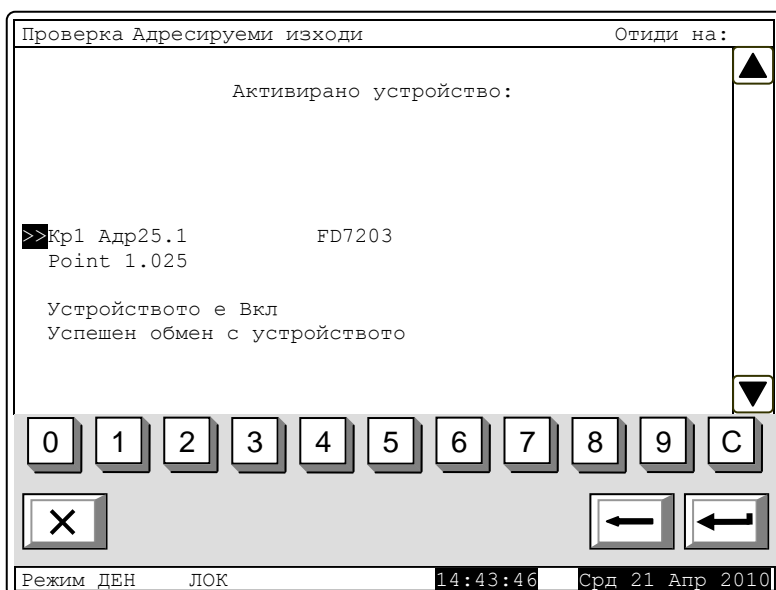 Проверка Адресируеми изходи Отиди на:
Активирано устройство:
>>Кр1 Адр25.1 FD7203
Point 1.025
Устройството е Вкл
Успешен обмен с устройството
0 1 2 3 4 5 6 7 8 9 C
Режим ДЕН ЛОК 14:43:46 Срд 21 Апр 2010